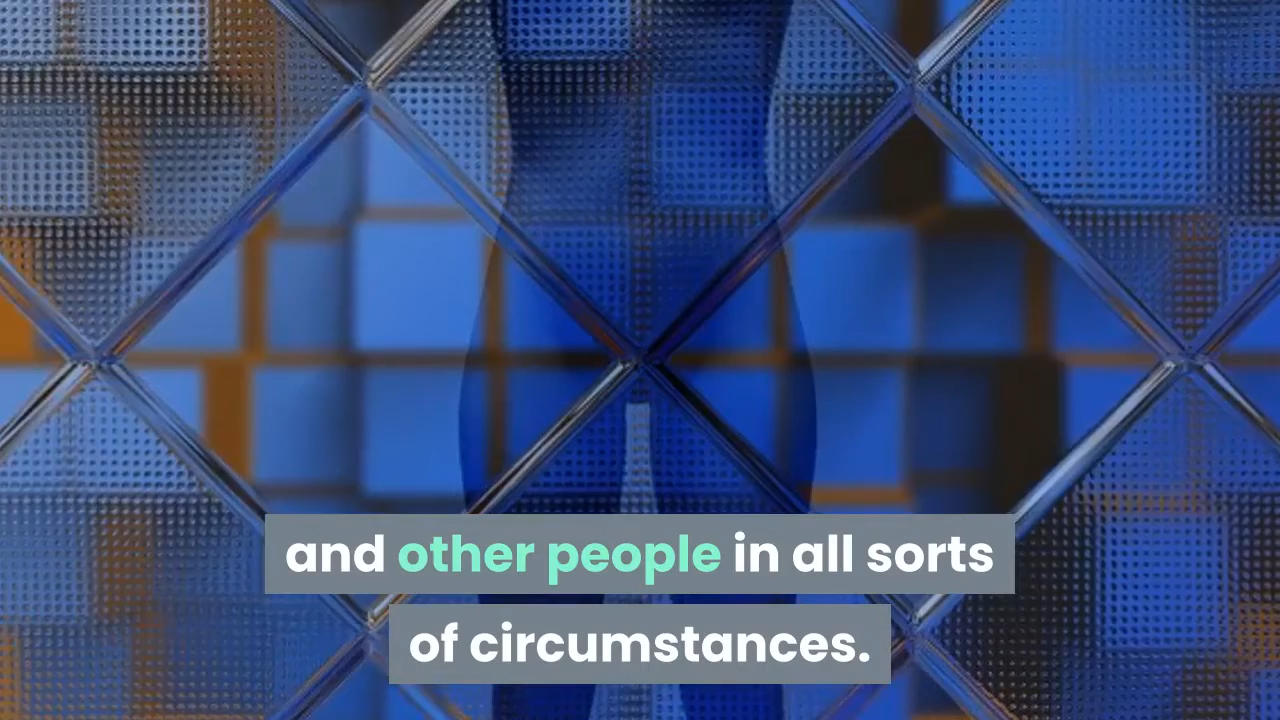 and other people in all sorts
of circumstances.